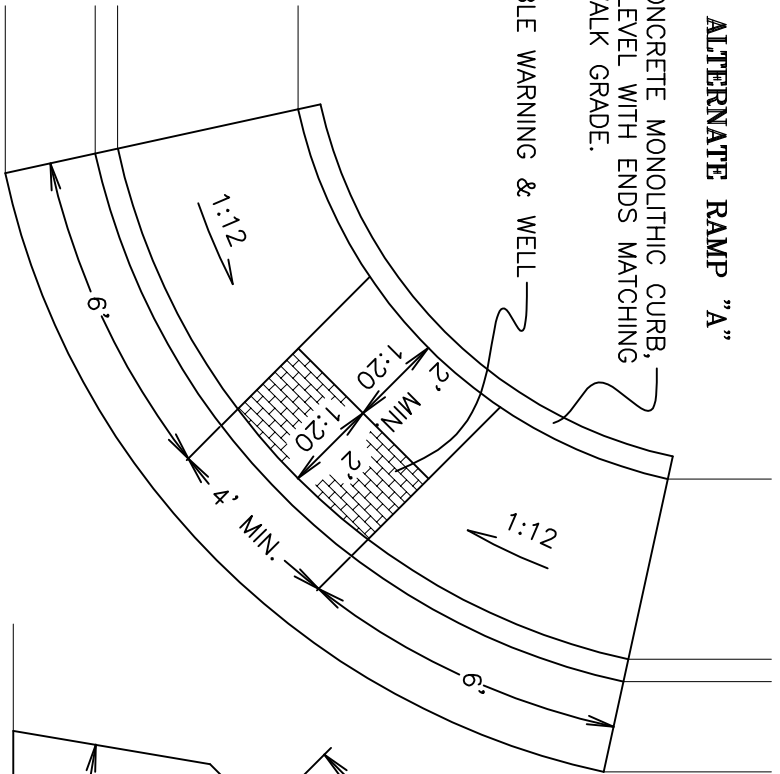 ALTERNATE RAMP "A"
ONCRETE MONOLITHIC CURB,
LEVEL WITH ENDS MATCHING
ALK GRADE.
BLE WARNING & WELL
1:12
6'
1:20
2'
MIN.
1:20
2'
4' MIN.
1:12
6'